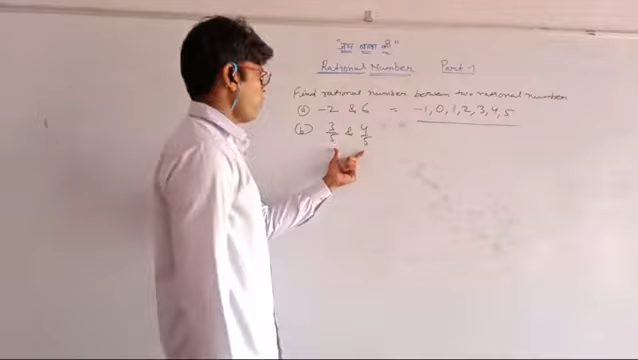 "जय बाबा की"
Rational Number Part-1
Find rational number between two rational number
(a) -2 & 6 = -1, 0, 1, 2, 3, 4, 5
(b) 3/5 & 4/5